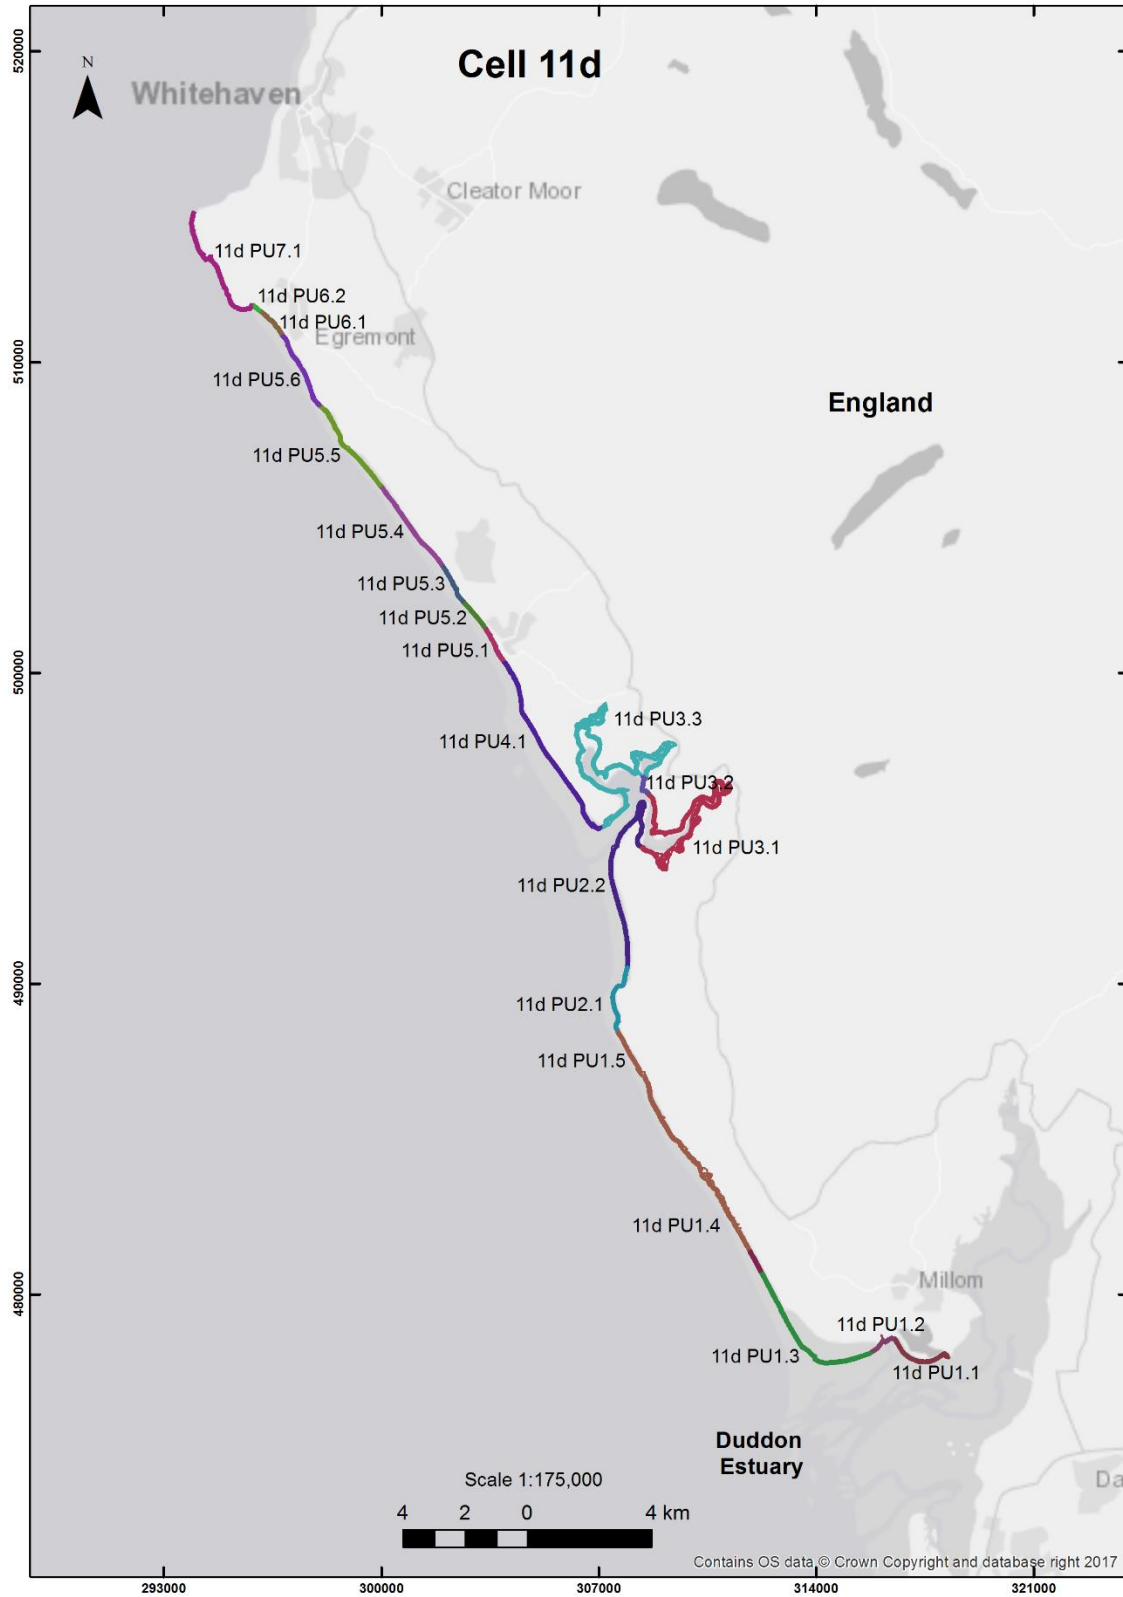 Cell 11d
N
Whitehaven
Cleator Moor
11d PU7.1
11d PU6.2
11d PU6.1
Egremont
11d PU5.6
England
11d PU5.5
11d PU5.4
11d PU5.3
11d PU5.2
11d PU5.1
11d PU3.3
11d PU4.1
11d PU3.2
11d PU3.1
11d PU2.2
11d PU2.1
11d PU1.5
11d PU1.4
Millom
11d PU1.2
11d PU1.3
11d PU1.1
Duddon
Estuary
Da
Scale 1:175,000
4 2 0 4 km
Contains OS data © Crown Copyright and database right 2017
520000
510000
500000
490000
480000
293000 300000 307000 314000 321000